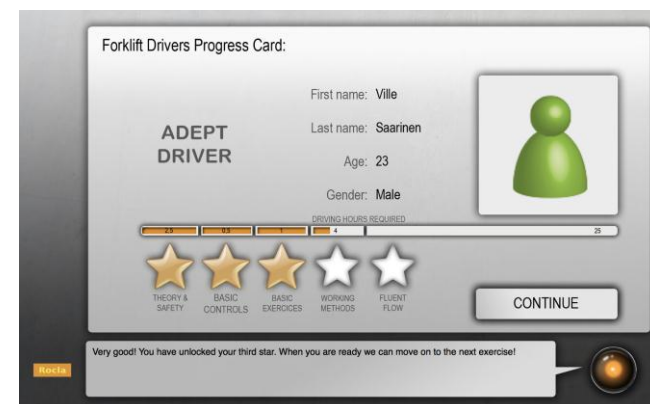 Forklift Drivers Progress Card:
First name: Ville
ADEPT
DRIVER
Last name: Saarinen
Age: 23
Gender: Male
DRIVING HOURS REQUIRED
2,5 0,5 1 4 25
THEORY &
SAFETY
BASIC
CONTROLS
BASIC
EXERCICES
WORKING
METHODS
FLUENT
FLOW
CONTINUE
Very good! You have unlocked your third star. When you are ready we can move on to the next exercise!
Rocla